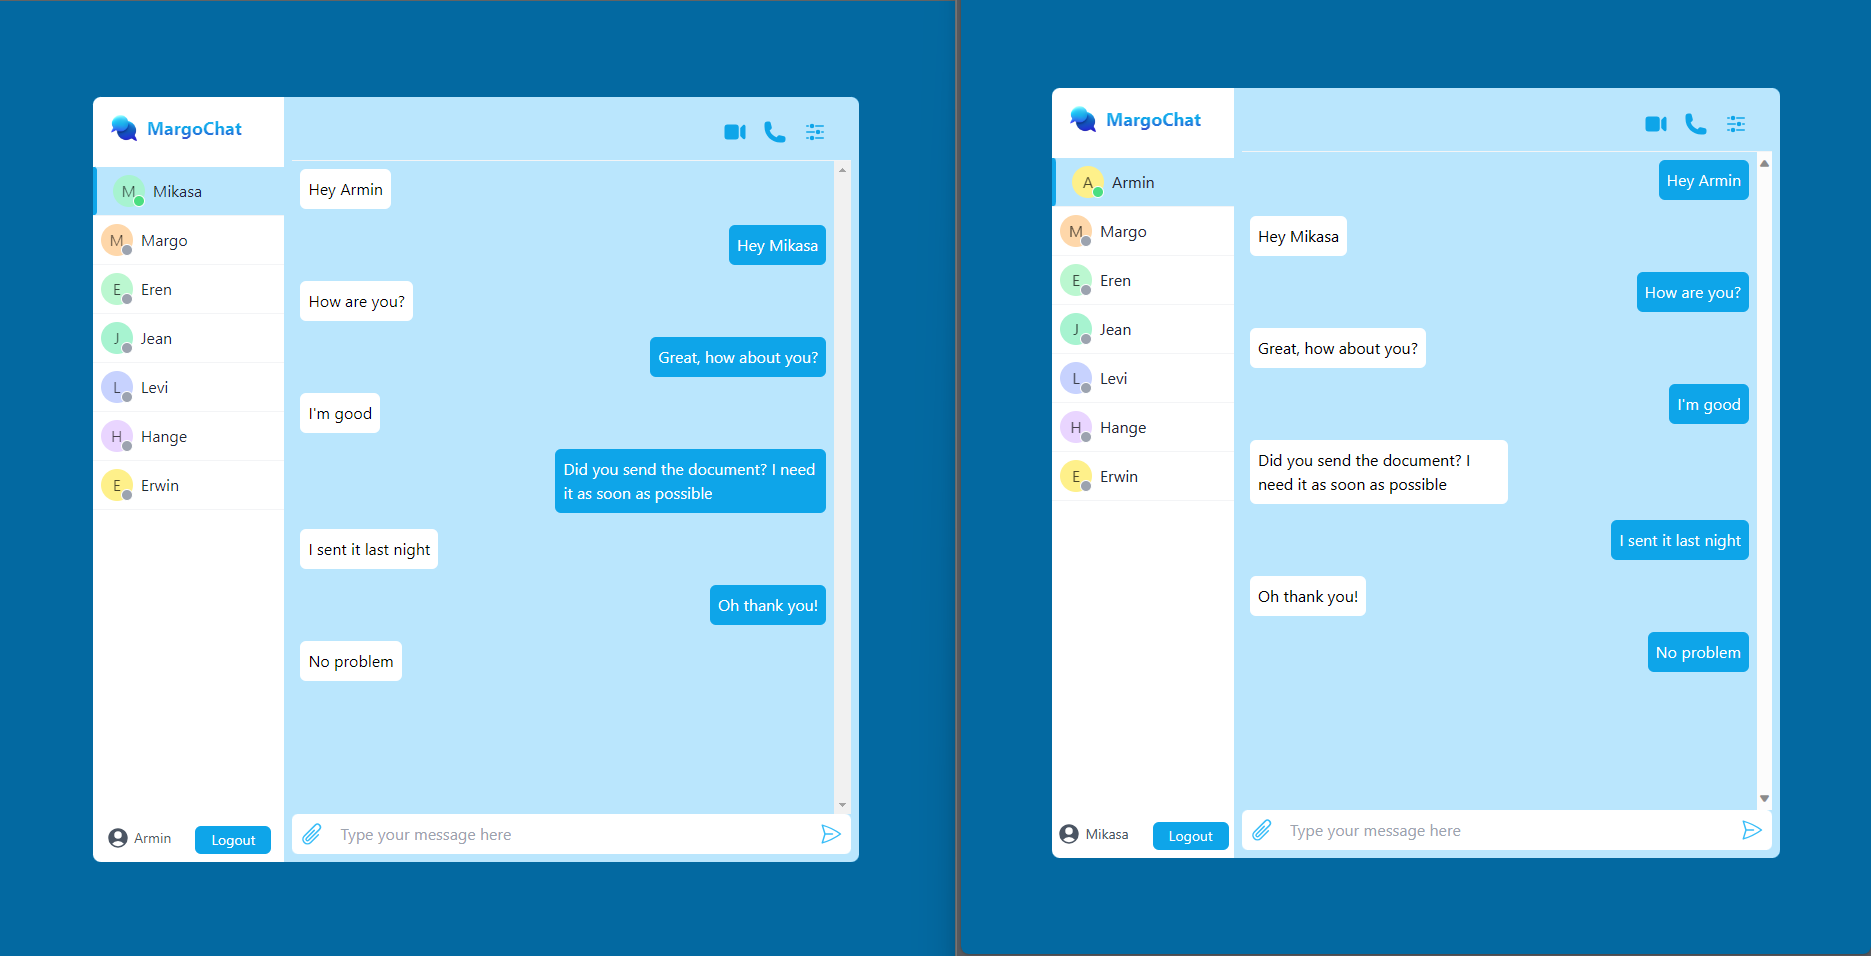 MargoChat
M Mikasa
M Margo
E Eren
J Jean
L Levi
H Hange
E Erwin
Armin
Logout
Hey Armin
Hey Mikasa
How are you?
Great, how about you?
I'm good
Did you send the document? I need
it as soon as possible
I sent it last night
Oh thank you!
No problem
Type your message here
MargoChat
A Armin
M Margo
E Eren
J Jean
L Levi
H Hange
E Erwin
Mikasa
Logout
Hey Armin
Hey Mikasa
How are you?
Great, how about you?
I'm good
Did you send the document? I
need it as soon as possible
I sent it last night
Oh thank you!
No problem
Type your message here